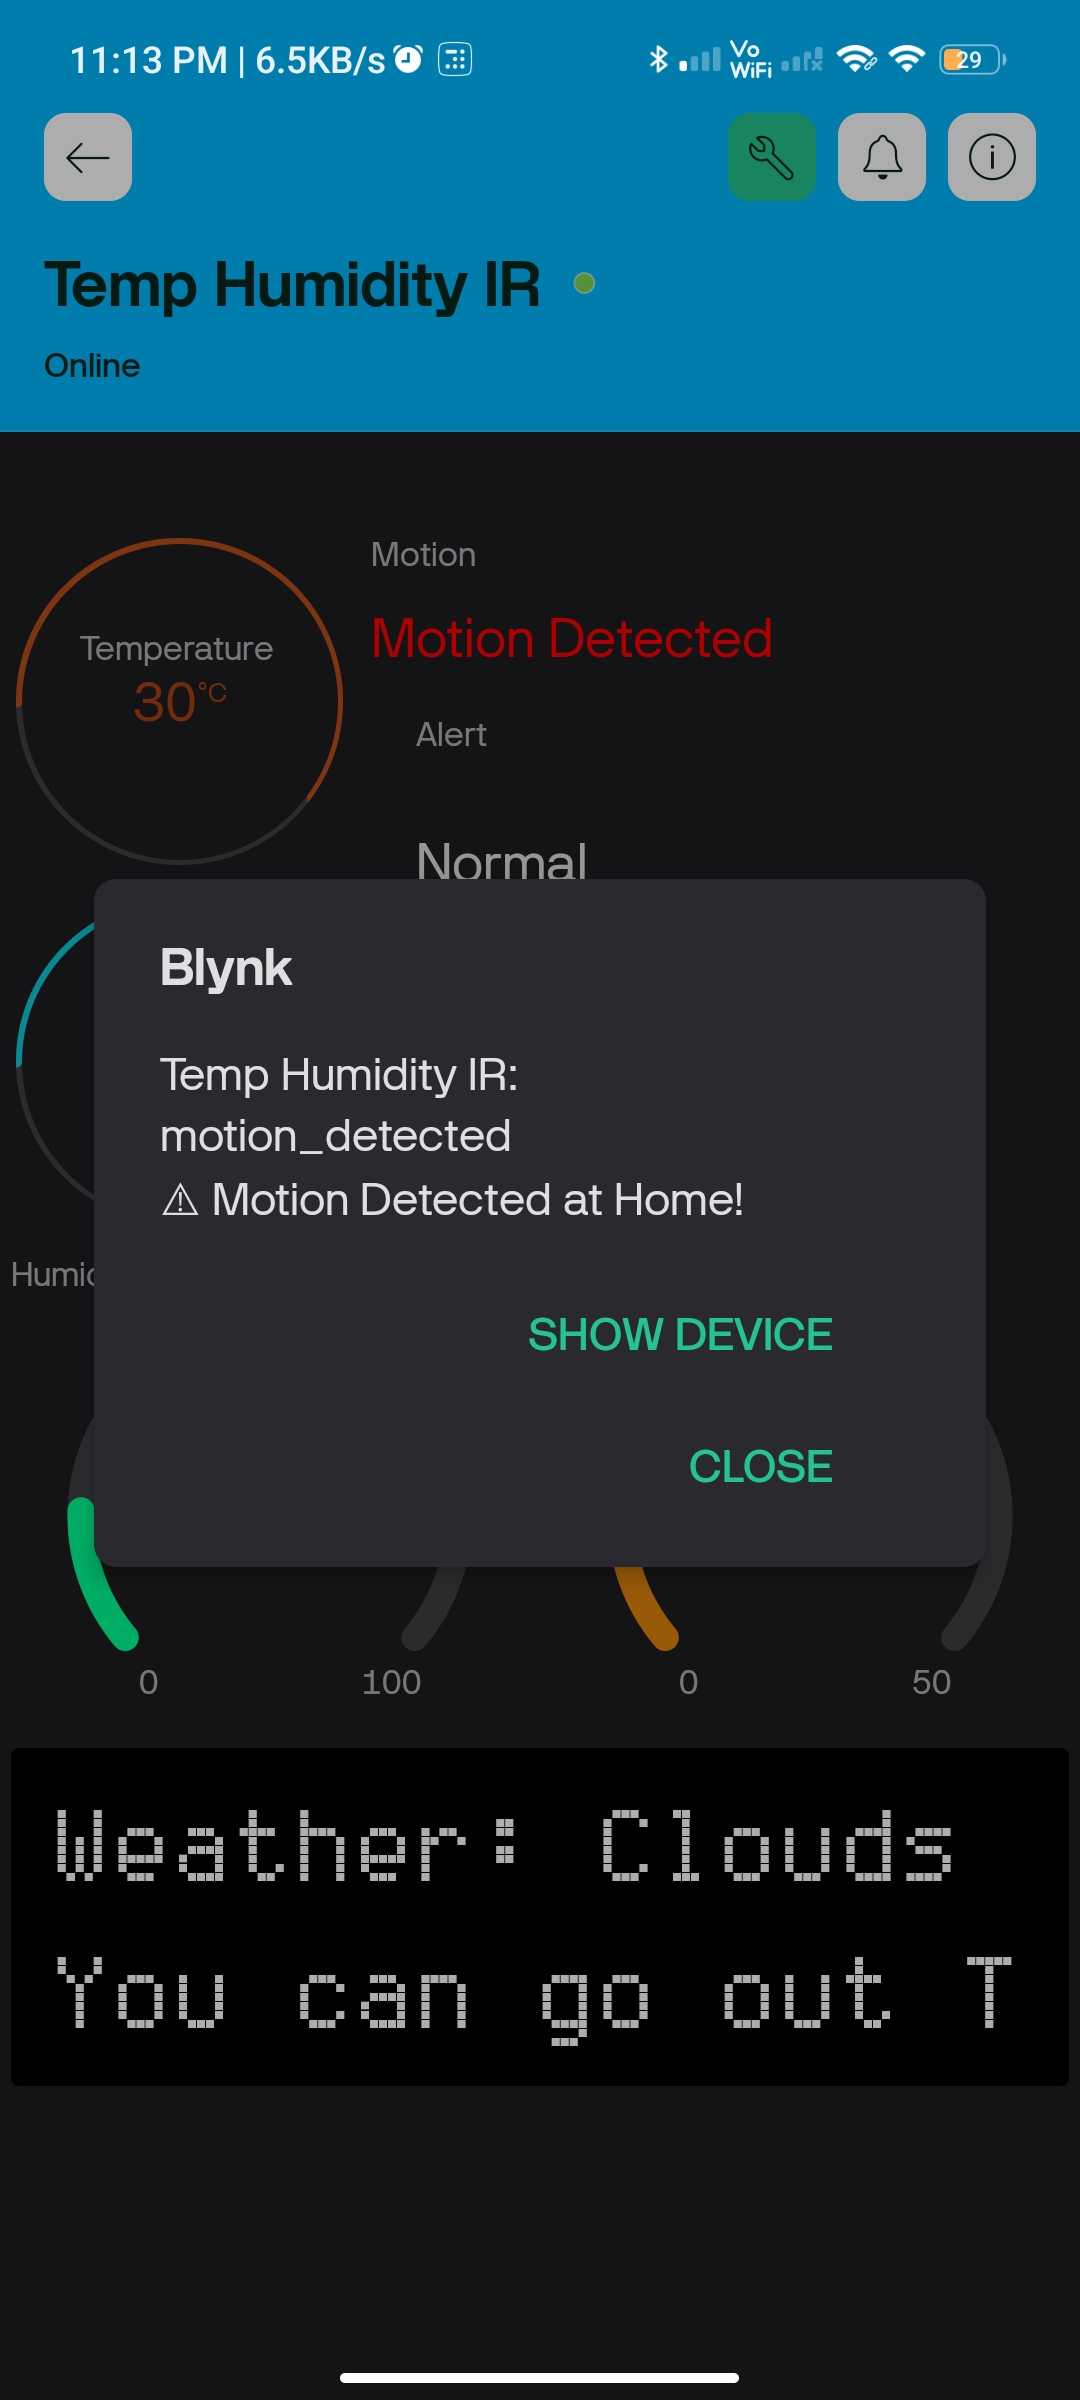 11:13 PM | 6.5KB/s
Vo
WiFi
29
Temp Humidity IR
Online
Motion
Motion Detected
Temperature
30°C
Alert
Normal
Blynk
Temp Humidity IR:
motion_detected
⚠ Motion Detected at Home!
SHOW DEVICE
CLOSE
0 100 0 50
Weather: Clouds
You can go out T